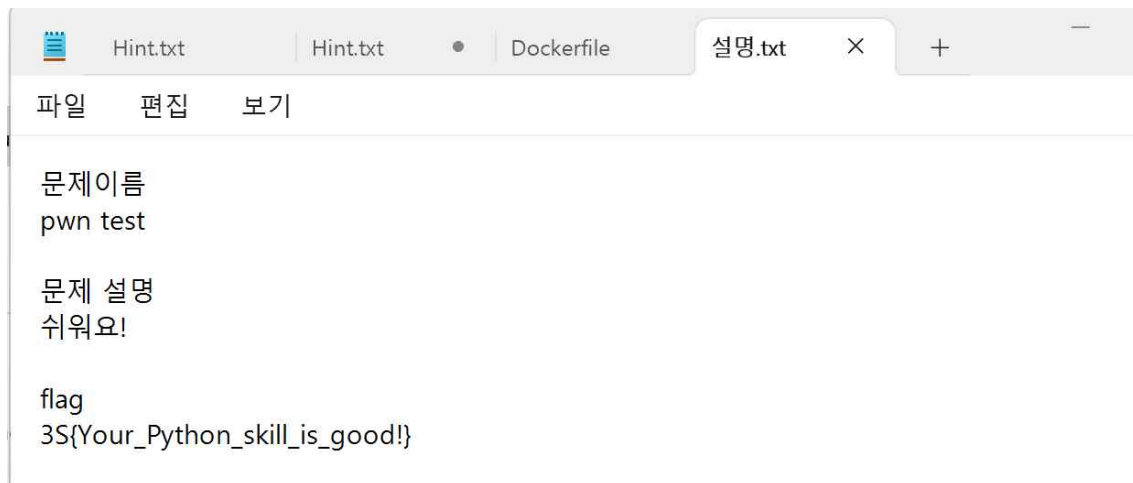 Hint.txt Hint.txt Dockerfile 설명.txt
파일 편집 보기
문제이름
pwn test
문제 설명
쉬워요!
flag
3S{Your_Python_skill_is_good!}